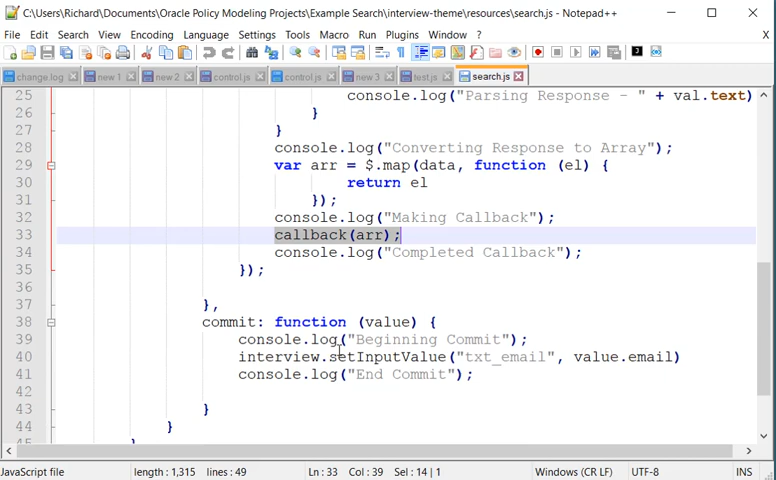 C:\Users\Richard\Documents\Oracle Policy Modeling Projects\Example Search\interview-theme\resources\search.js - Notepad++
File Edit Search View Encoding Language Settings Tools Macro Run Plugins Window ? X
change.log new 1 new 2 control.js control.js new 3 test.js search.js
25 console.log("Parsing Response - " + val.text)
26 }
27 }
28 console.log("Converting Response to Array");
29 var arr = $.map(data, function (el) {
30 return el
31 });
32 console.log("Making Callback");
33 callback(arr);
34 console.log("Completed Callback");
35 });
36
37 },
38 commit: function (value) {
39 console.log("Beginning Commit");
40 interview.setInputValue("txt_email", value.email)
41 console.log("End Commit");
42
43 }
44 }
45 }
JavaScript file length : 1,315 lines : 49 Ln : 33 Col : 39 Sel : 14 | 1 Windows (CR LF) UTF-8 INS